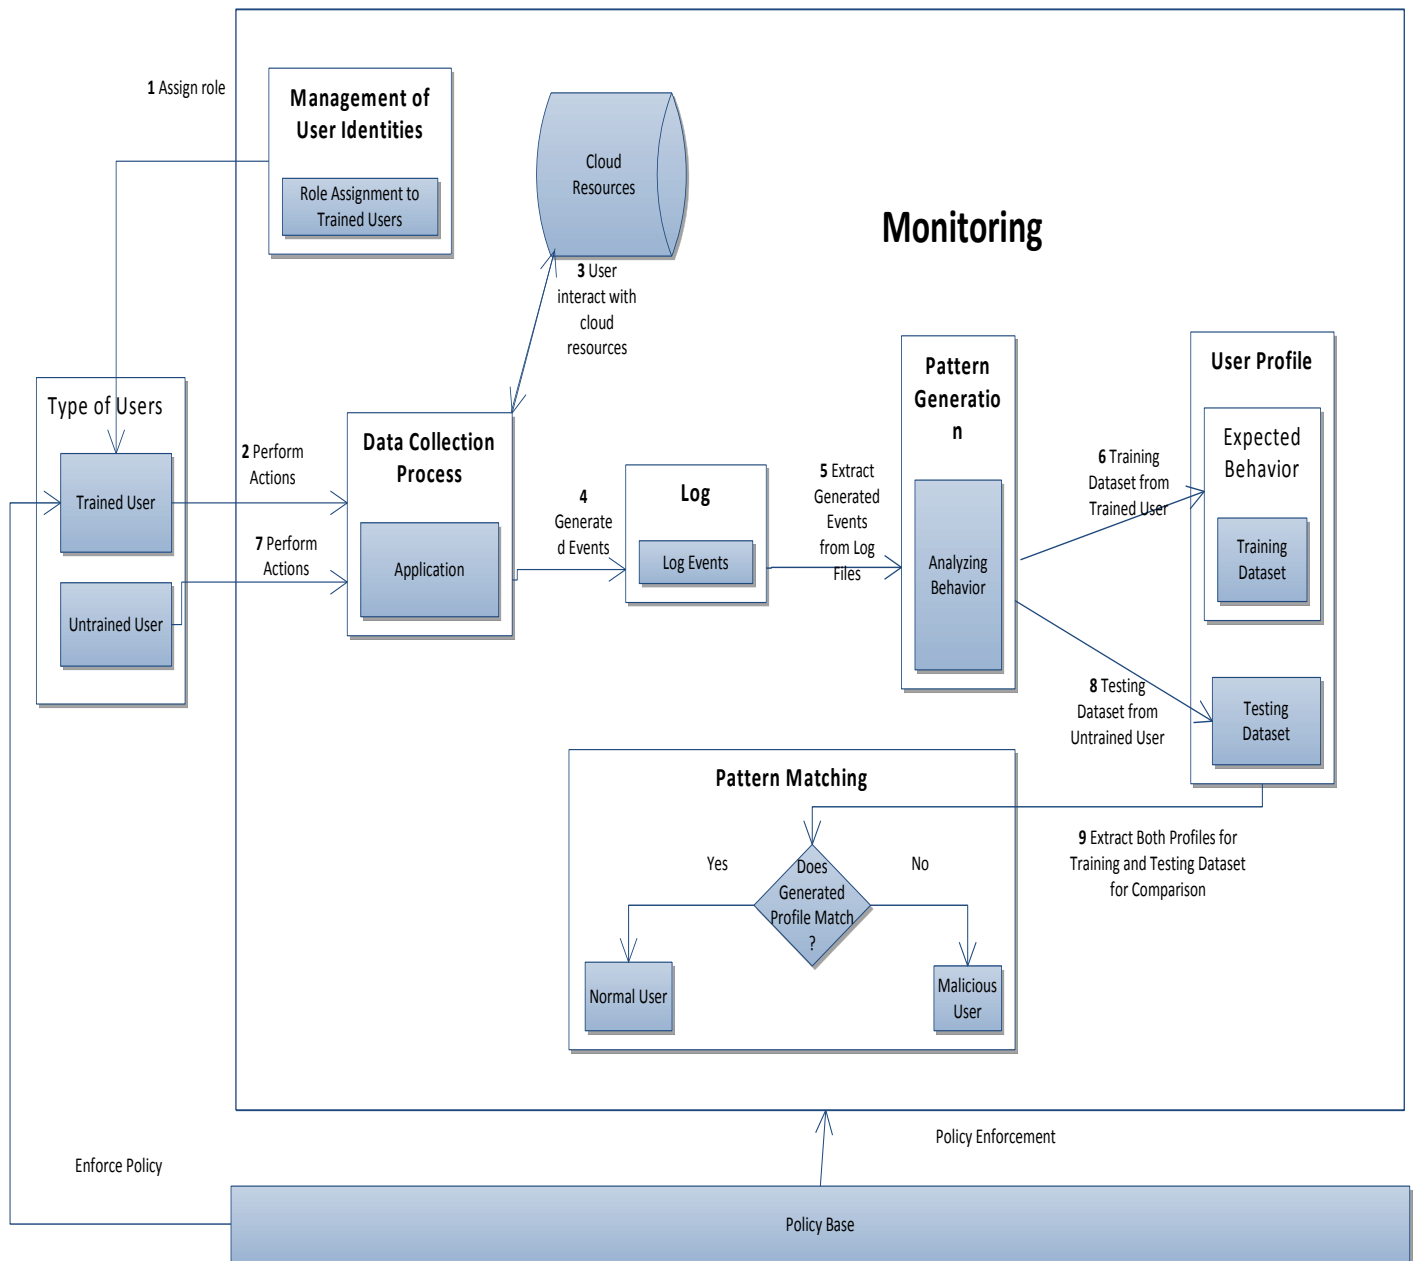 1 Assign role
Management of
User Identities
Role Assignment to
Trained Users
Cloud
Resources
Monitoring
3 User
interact with
cloud
resources
Type of Users
Trained User
Untrained User
2 Perform
Actions
7 Perform
Actions
Data Collection
Process
Application
4
Generate
d Events
Log
Log Events
5 Extract
Generated
Events
from Log
Files
Pattern
Generatio
n
Analyzing
Behavior
6 Training
Dataset from
Trained User
8 Testing
Dataset from
Untrained User
User Profile
Expected
Behavior
Training
Dataset
Testing
Dataset
Pattern Matching
Yes
No
Does
Generated
Profile Match
?
Normal User
Malicious
User
9 Extract Both Profiles for
Training and Testing Dataset
for Comparison
Policy Enforcement
Enforce Policy
Policy Base